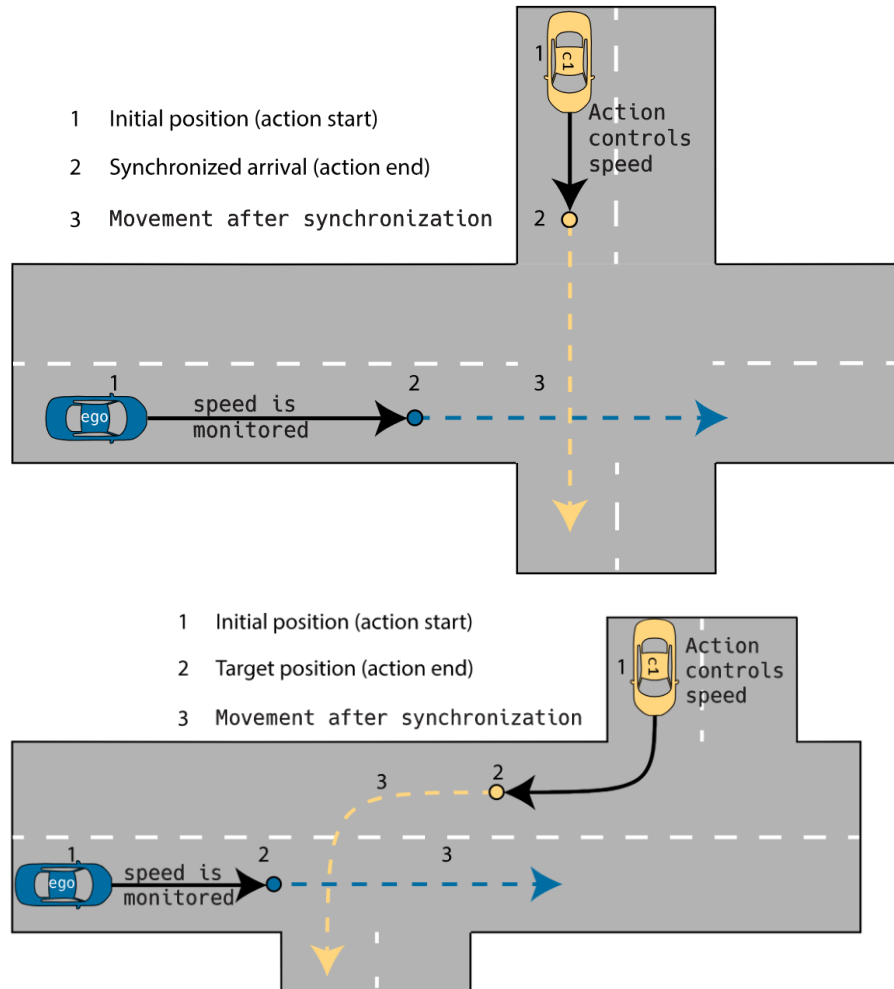 1
c1
Action
controls
speed
1 Initial position (action start)
2 Synchronized arrival (action end)
3 Movement after synchronization
2
1
ego
speed is
monitored
2
3
1 Initial position (action start)
2 Target position (action end)
3 Movement after synchronization
1
c1
Action
controls
speed
3
2
1
ego
speed is
monitored
2
3